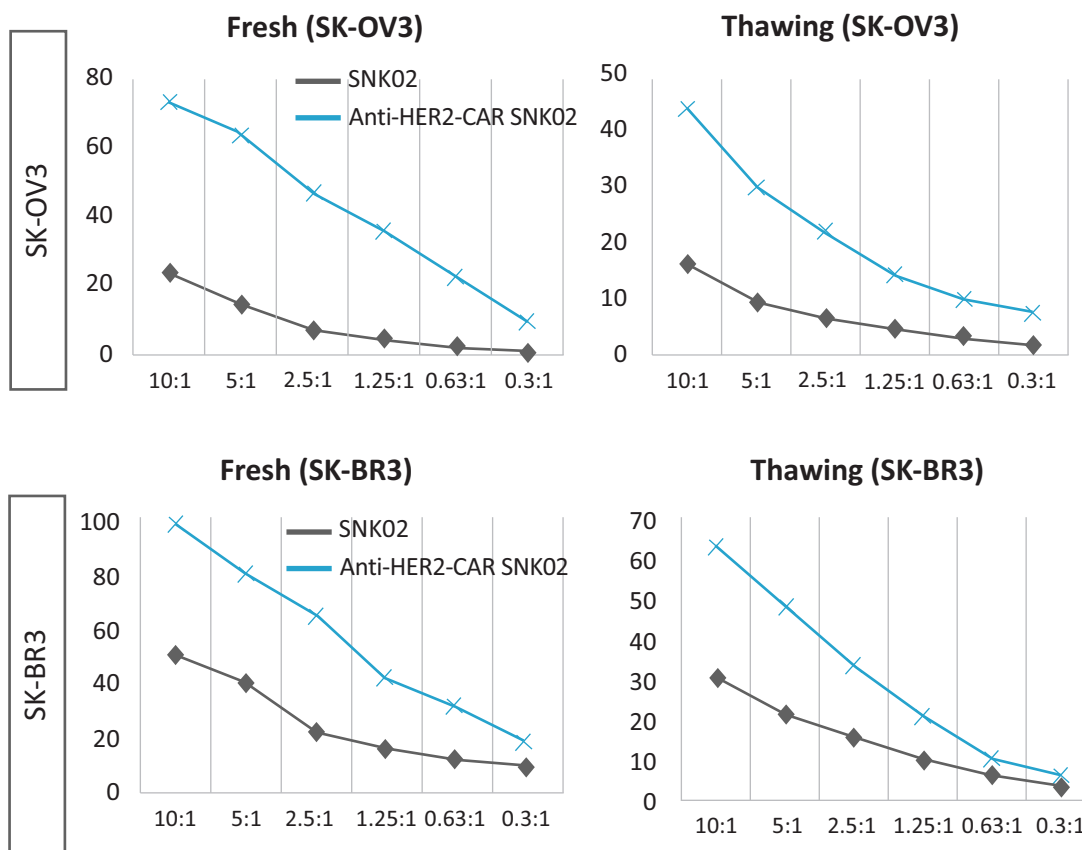 SK-OV3
Fresh (SK-OV3)
SNK02
Anti-HER2-CAR SNK02
80
60
40
20
0
10:1 5:1 2.5:1 1.25:1 0.63:1 0.3:1
Thawing (SK-OV3)
50
40
30
20
10
0
10:1 5:1 2.5:1 1.25:1 0.63:1 0.3:1
SK-BR3
Fresh (SK-BR3)
SNK02
Anti-HER2-CAR SNK02
100
80
60
40
20
0
10:1 5:1 2.5:1 1.25:1 0.63:1 0.3:1
Thawing (SK-BR3)
70
60
50
40
30
20
10
0
10:1 5:1 2.5:1 1.25:1 0.63:1 0.3:1